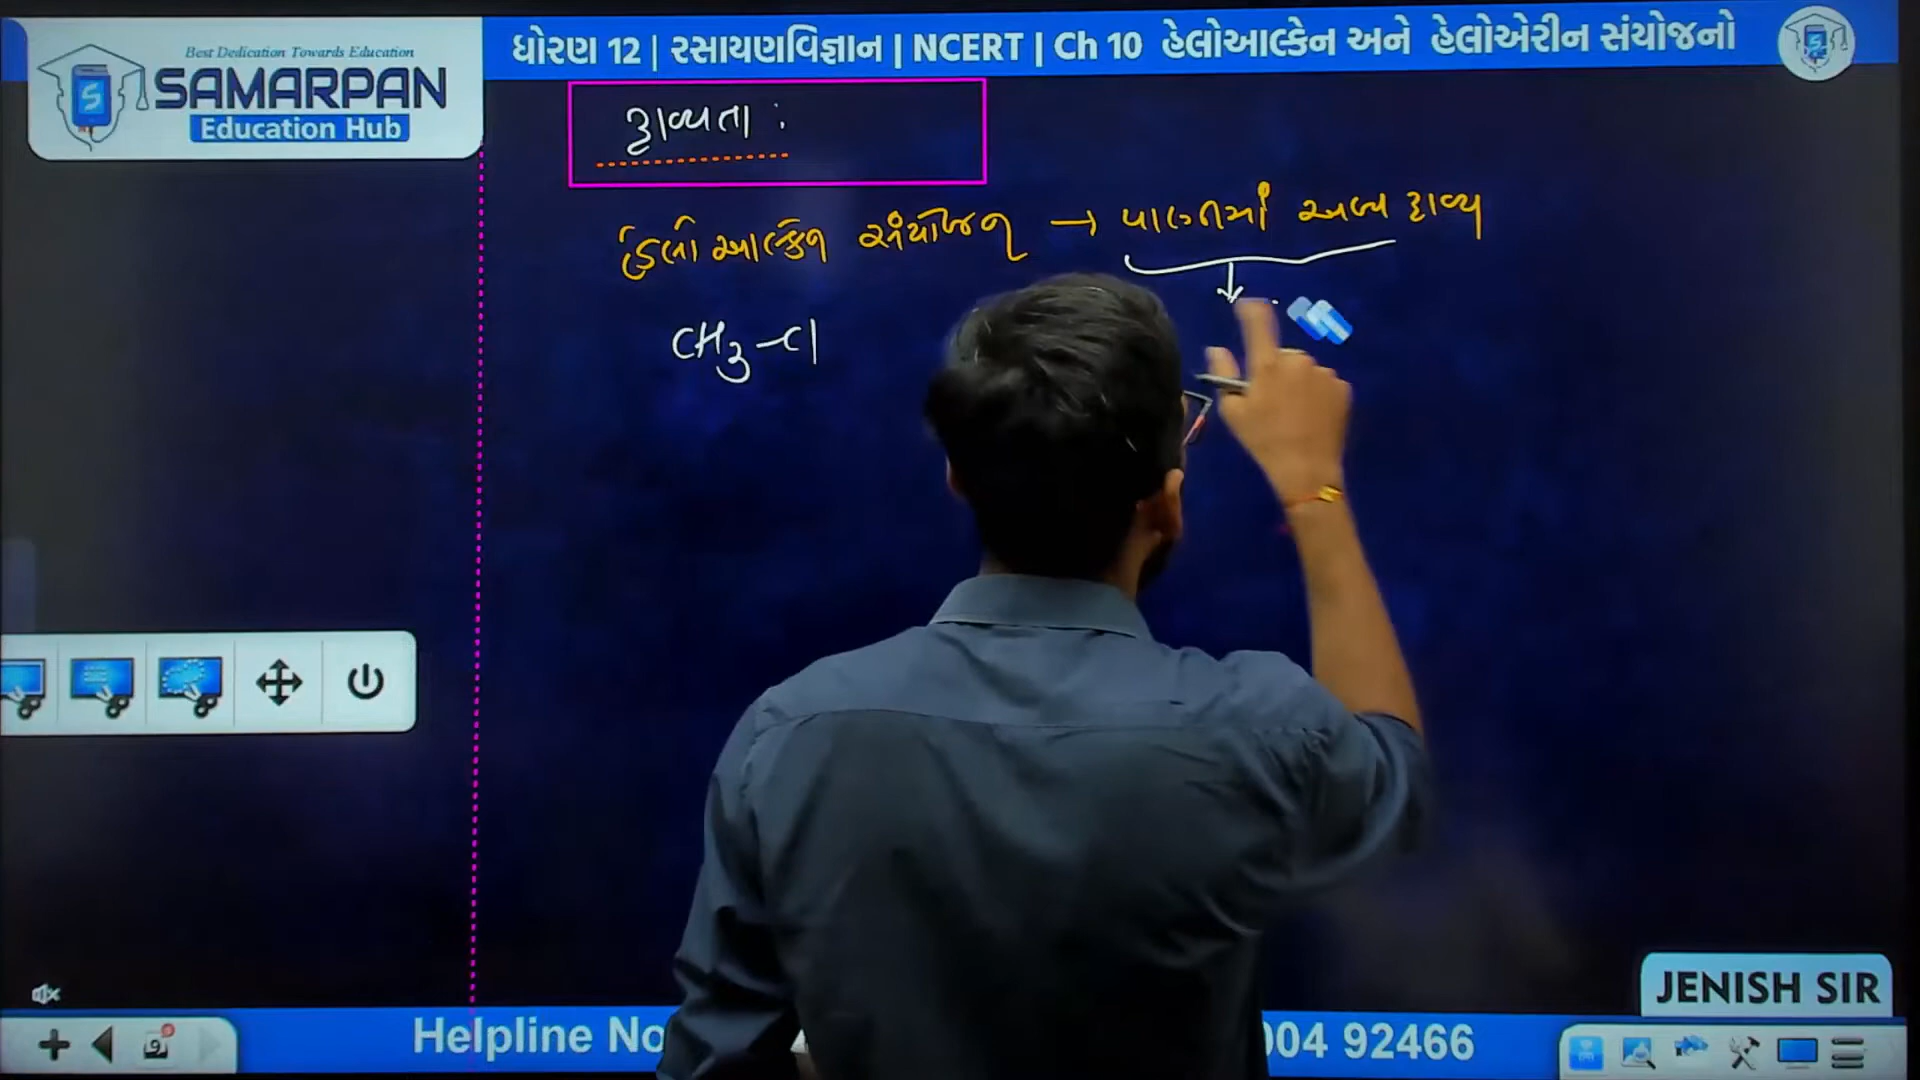 Best Dedication Towards Education
SAMARPAN
Education Hub
ધોરણ 12 | રસાયણવિજ્ઞાન | NCERT | Ch 10 હેલોઆલ્કેન અને હેલોએરીન સંયોજનો
દ્રાવ્યતા :
હેલો આલ્કેન સંયોજન → પાણીમાં અલ્પ દ્રાવ્ય
CH3-Cl
JENISH SIR
Helpline No
004 92466